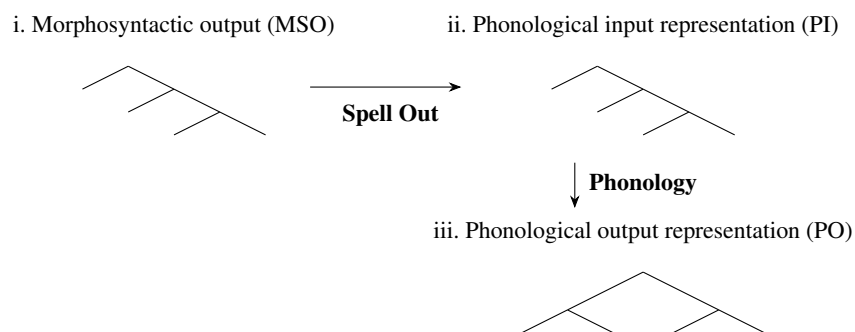 i. Morphosyntactic output (MSO)
ii. Phonological input representation (PI)
Spell Out
Phonology
iii. Phonological output representation (PO)